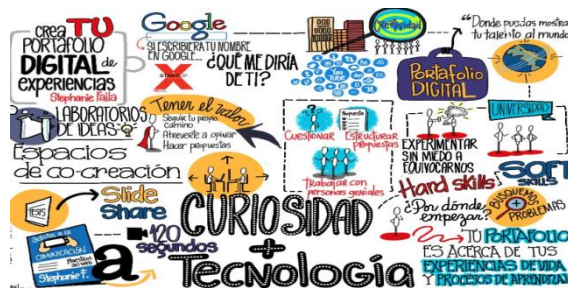 CREA TU
PORTAFOLIO
DIGITAL de
experiencias
Stephanie Falla
Google
SI ESCRIBIERA TU NOMBRE
EN GOOGLE...
¿QUÉ ME DIRÍA
DE TI?
Creatividad
"Donde puedas mostrar
tu talento al mundo
PORTAFOLIO
DIGITAL
LABORATORIOS
DE IDEAS
Espacios
de co-creación
Tener el valor
Seguir tu propio
Camino
Atreverte a opinar
Hacer propuestas
Cuestionar
Propuesta
Estructurar
propuestas
Trabajar con
personas geniales
UNIVERSIDAD
EXPERIMENTAR
SIN MIEDO A
EQUIVOCARNOS
Hard skills
SOFT
SKILLS
¿Por dónde
empezar?
BUSQUEMOS
PROBLEMAS
TESIS
Slide
Share
120
segundos
COMUNICACIÓN
Stephanie F.
a
CURIOSIDAD
+
Tecnología
TU PORTAFOLIO
ES ACERCA DE TUS
EXPERIENCIAS DE VIDA
Y PROCESOS DE APRENDIZAJE